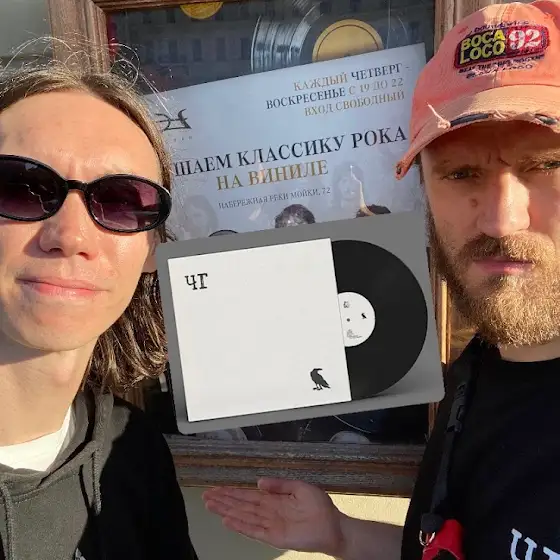 КАЖДЫЙ ЧЕТВЕРГ -
ВОСКРЕСЕНЬЕ С 19 ДО 22
ВХОД СВОБОДНЫЙ
ШАЕМ КЛАССИКУ РОКА
НА ВИНИЛЕ
НАБЕРЕЖНАЯ РЕКИ МОЙКИ, 72
BOCA
LOCO 92
ЧГ